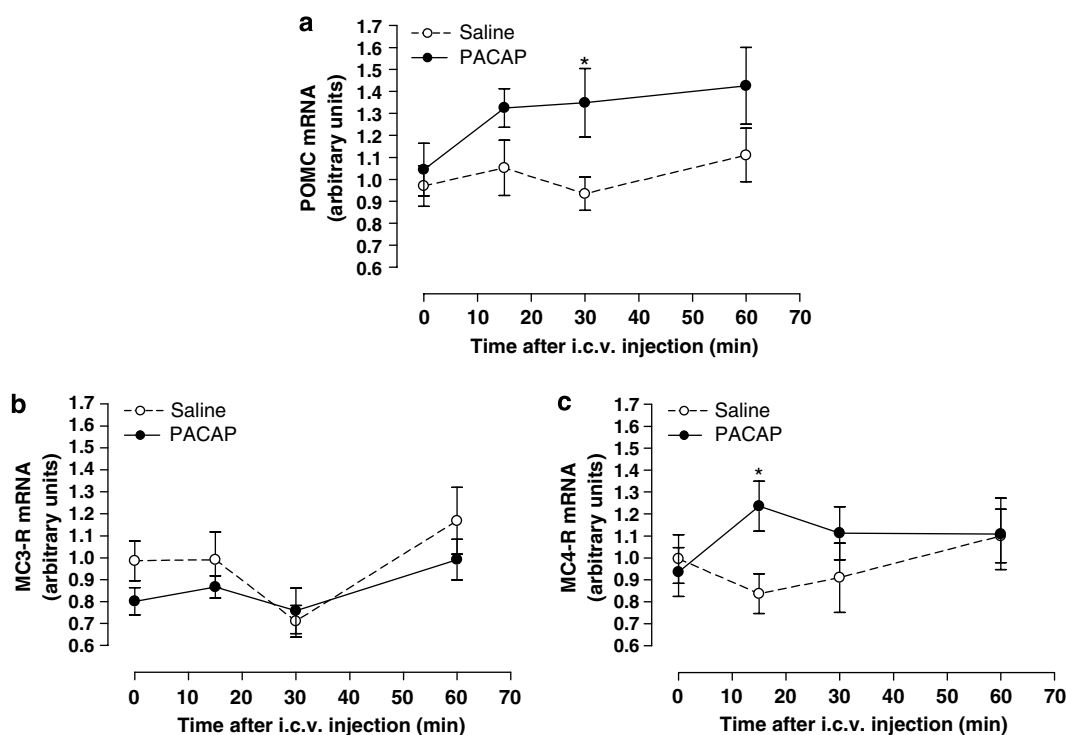 a
Saline
PACAP
*
POMC mRNA
(arbitrary units)
1.7
1.6
1.5
1.4
1.3
1.2
1.1
1.0
0.9
0.8
0.7
0.6
0 10 20 30 40 50 60 70
Time after i.c.v. injection (min)
b
Saline
PACAP
MC3-R mRNA
(arbitrary units)
1.7
1.6
1.5
1.4
1.3
1.2
1.1
1.0
0.9
0.8
0.7
0.6
0 10 20 30 40 50 60 70
Time after i.c.v. injection (min)
c
Saline
PACAP
*
MC4-R mRNA
(arbitrary units)
1.7
1.6
1.5
1.4
1.3
1.2
1.1
1.0
0.9
0.8
0.7
0.6
0 10 20 30 40 50 60 70
Time after i.c.v. injection (min)